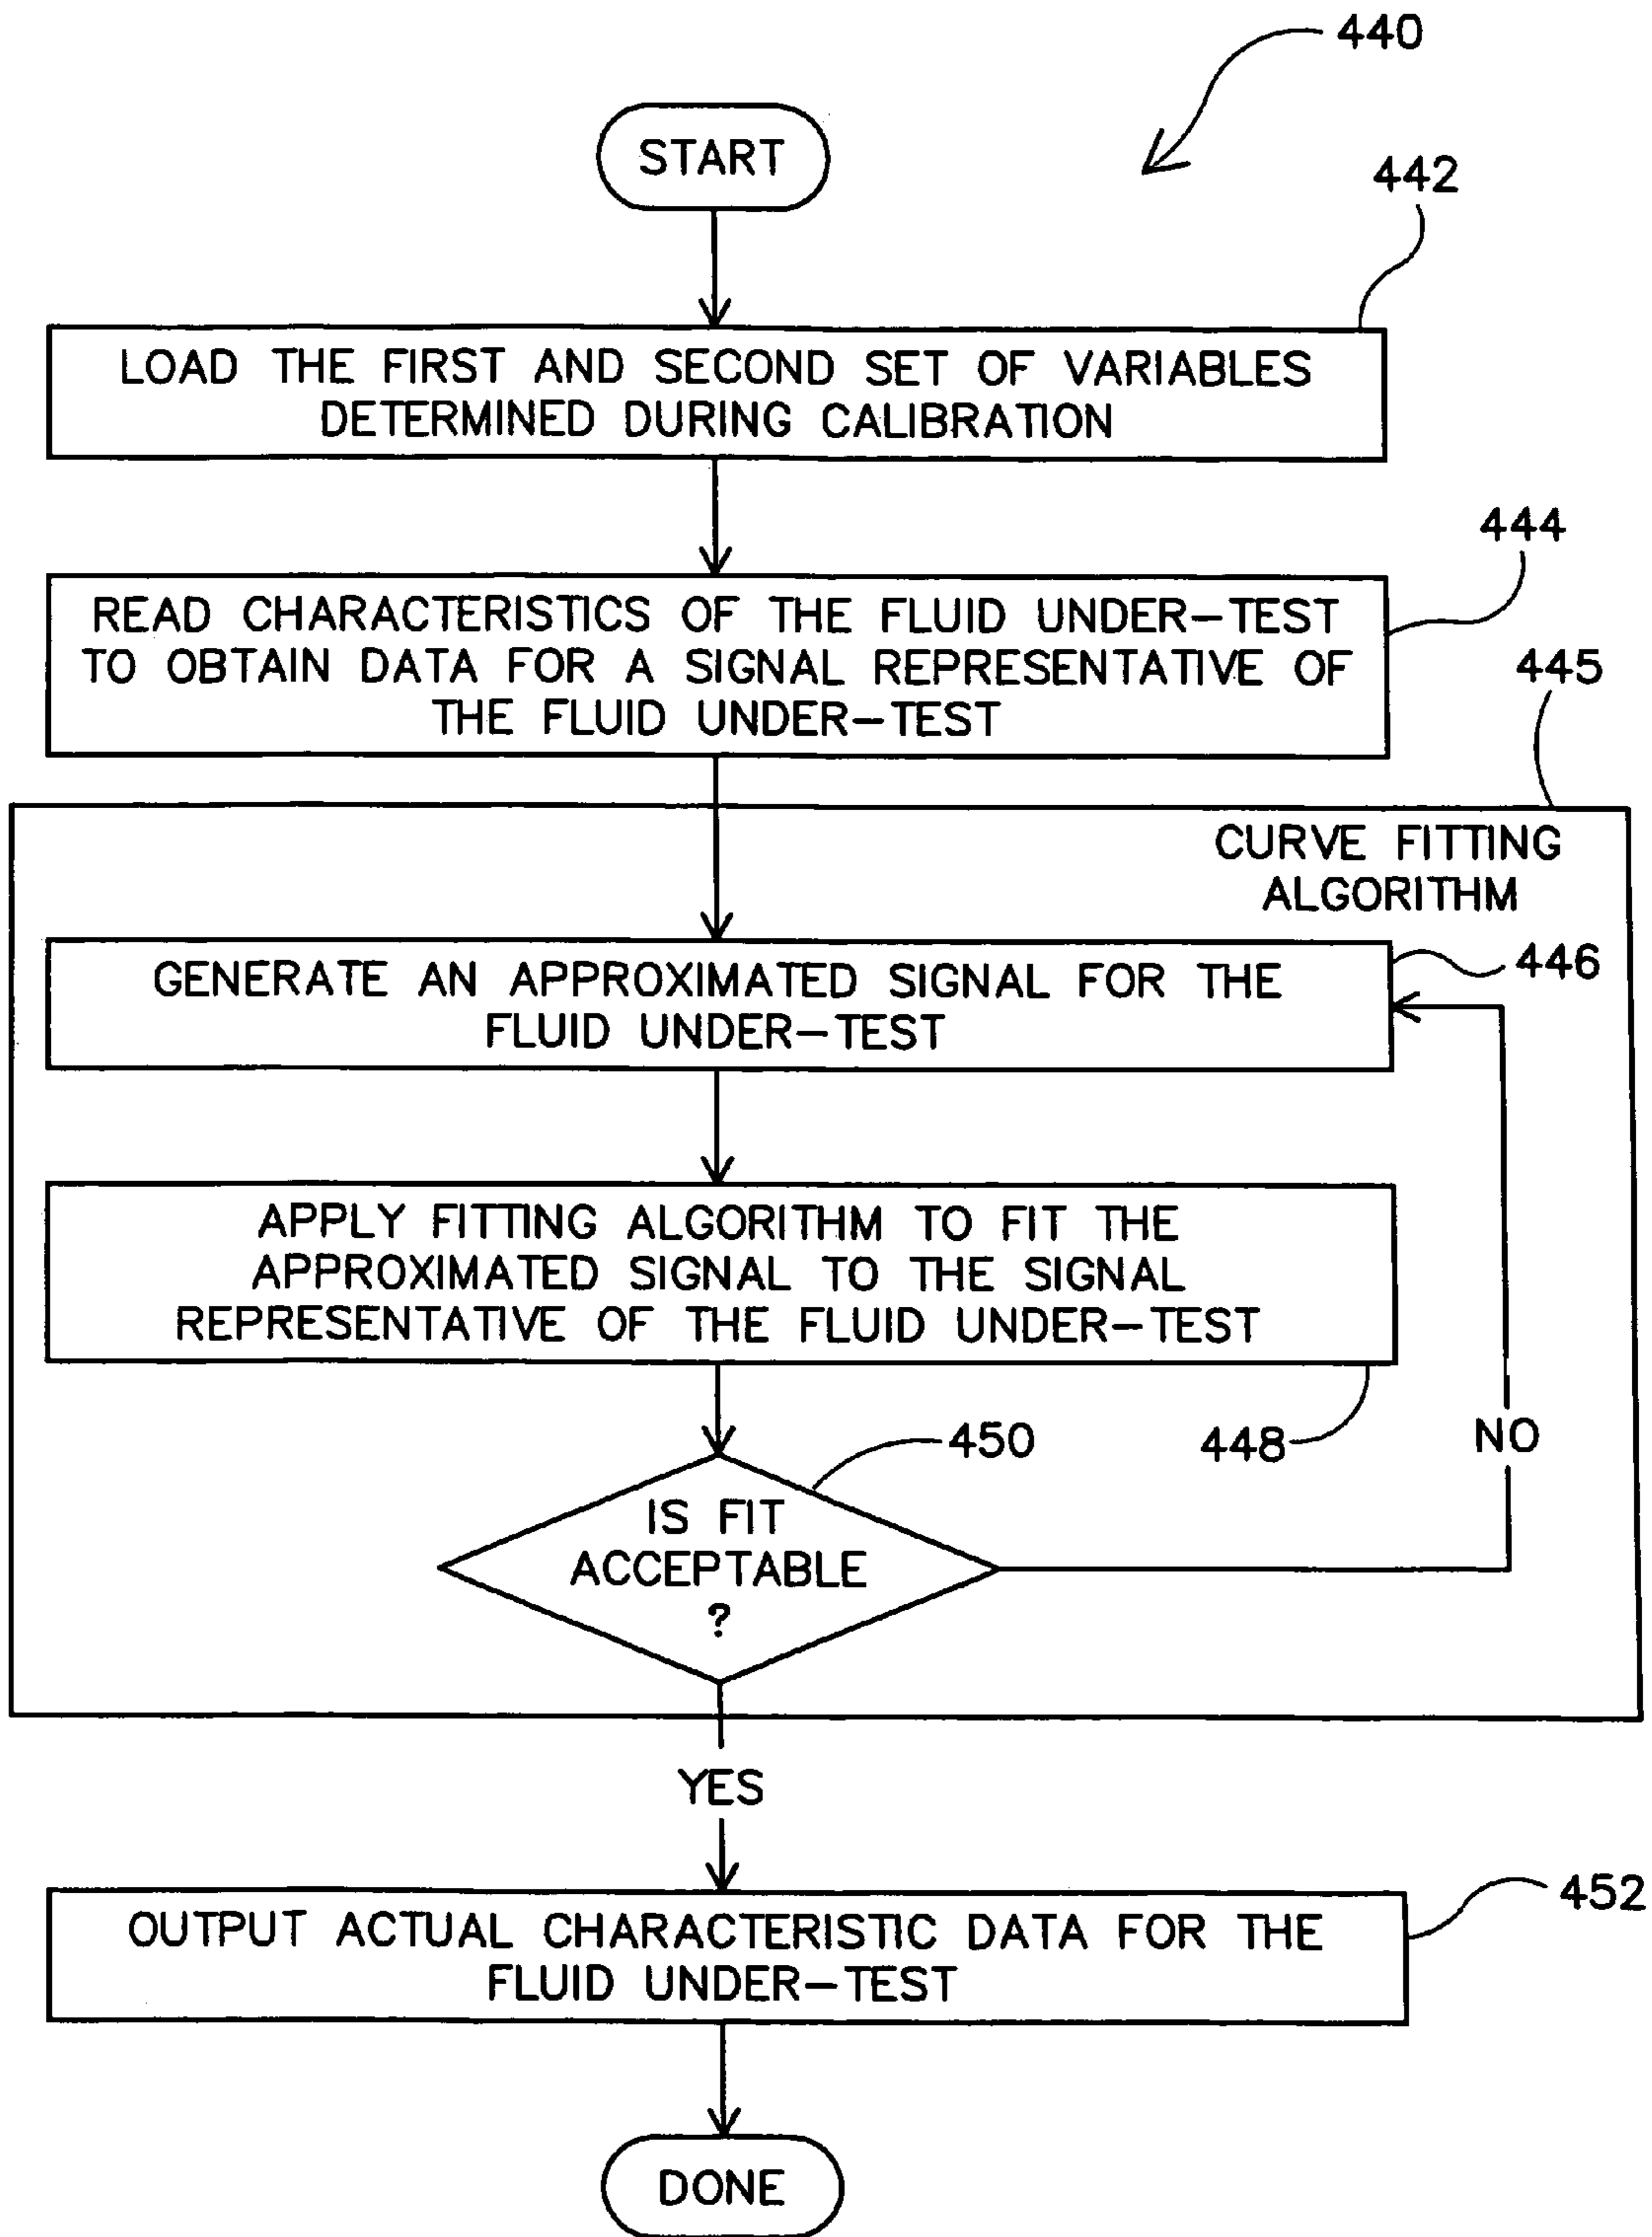 440
START
442
LOAD THE FIRST AND SECOND SET OF VARIABLES
DETERMINED DURING CALIBRATION
444
READ CHARACTERISTICS OF THE FLUID UNDER-TEST
TO OBTAIN DATA FOR A SIGNAL REPRESENTATIVE OF
THE FLUID UNDER-TEST
445
CURVE FITTING
ALGORITHM
446
GENERATE AN APPROXIMATED SIGNAL FOR THE
FLUID UNDER-TEST
APPLY FITTING ALGORITHM TO FIT THE
APPROXIMATED SIGNAL TO THE SIGNAL
REPRESENTATIVE OF THE FLUID UNDER-TEST
448
450
NO
IS FIT
ACCEPTABLE
?
YES
452
OUTPUT ACTUAL CHARACTERISTIC DATA FOR THE
FLUID UNDER-TEST
DONE